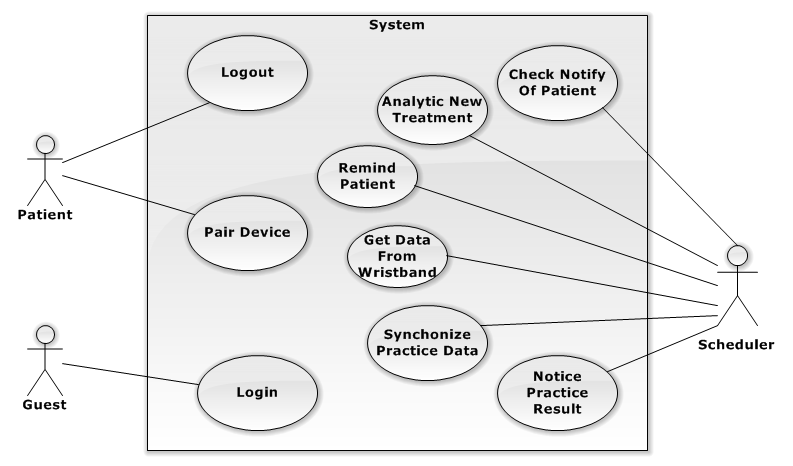 System
Logout
Check Notify
Of Patient
Analytic New
Treatment
Remind
Patient
Patient
Pair Device
Get Data
From
Wristband
Synchonize
Practice Data
Scheduler
Login
Notice
Practice
Result
Guest